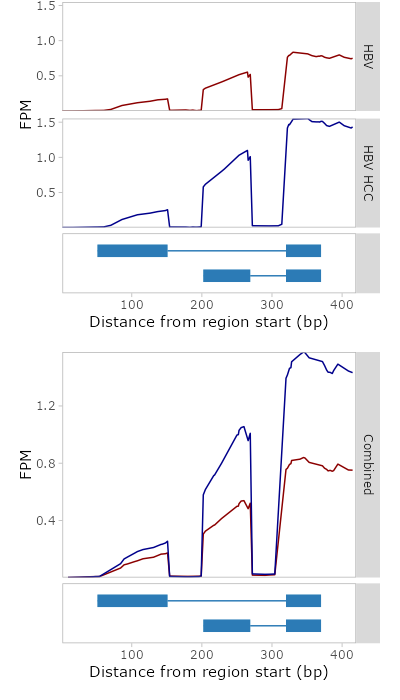 1.5
1.0
0.5
HBV
FPM
1.5
1.0
0.5
HBV HCC
100 200 300 400
Distance from region start (bp)
1.2
0.8
0.4
FPM
Combined
100 200 300 400
Distance from region start (bp)